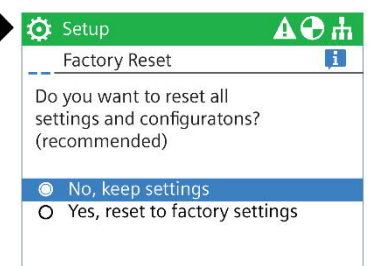 Setup
Factory Reset
i
Do you want to reset all
settings and configuratons?
(recommended)
No, keep settings
Yes, reset to factory settings